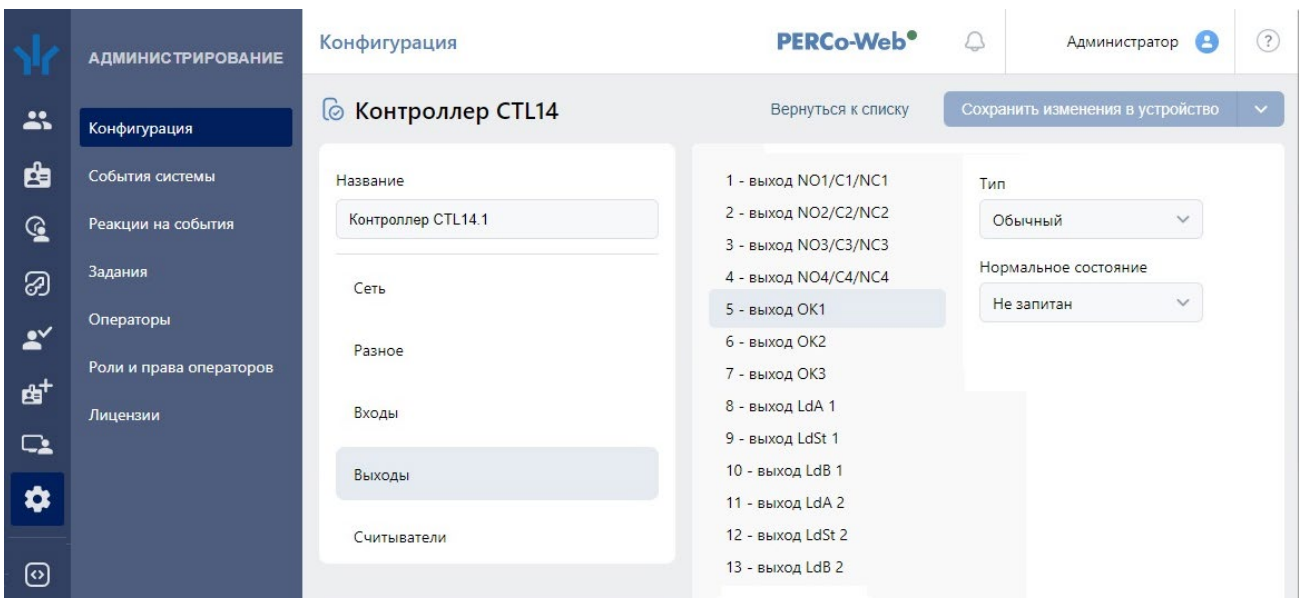 АДМИНИСТРИРОВАНИЕ
Конфигурация
События системы
Реакции на события
Задания
Операторы
Роли и права операторов
Лицензии
Конфигурация
PERCo-Web
Администратор
?
Контроллер CTL14
Вернуться к списку
Сохранить изменения в устройство
Название
Контроллер CTL14.1
Сеть
Разное
Входы
Выходы
Считыватели
1 - выход NO1/C1/NC1
2 - выход NO2/C2/NC2
3 - выход NO3/C3/NC3
4 - выход NO4/C4/NC4
5 - выход OK1
6 - выход OK2
7 - выход OK3
8 - выход LdA 1
9 - выход LdSt 1
10 - выход LdB 1
11 - выход LdA 2
12 - выход LdSt 2
13 - выход LdB 2
Тип
Обычный
Нормальное состояние
Не запитан